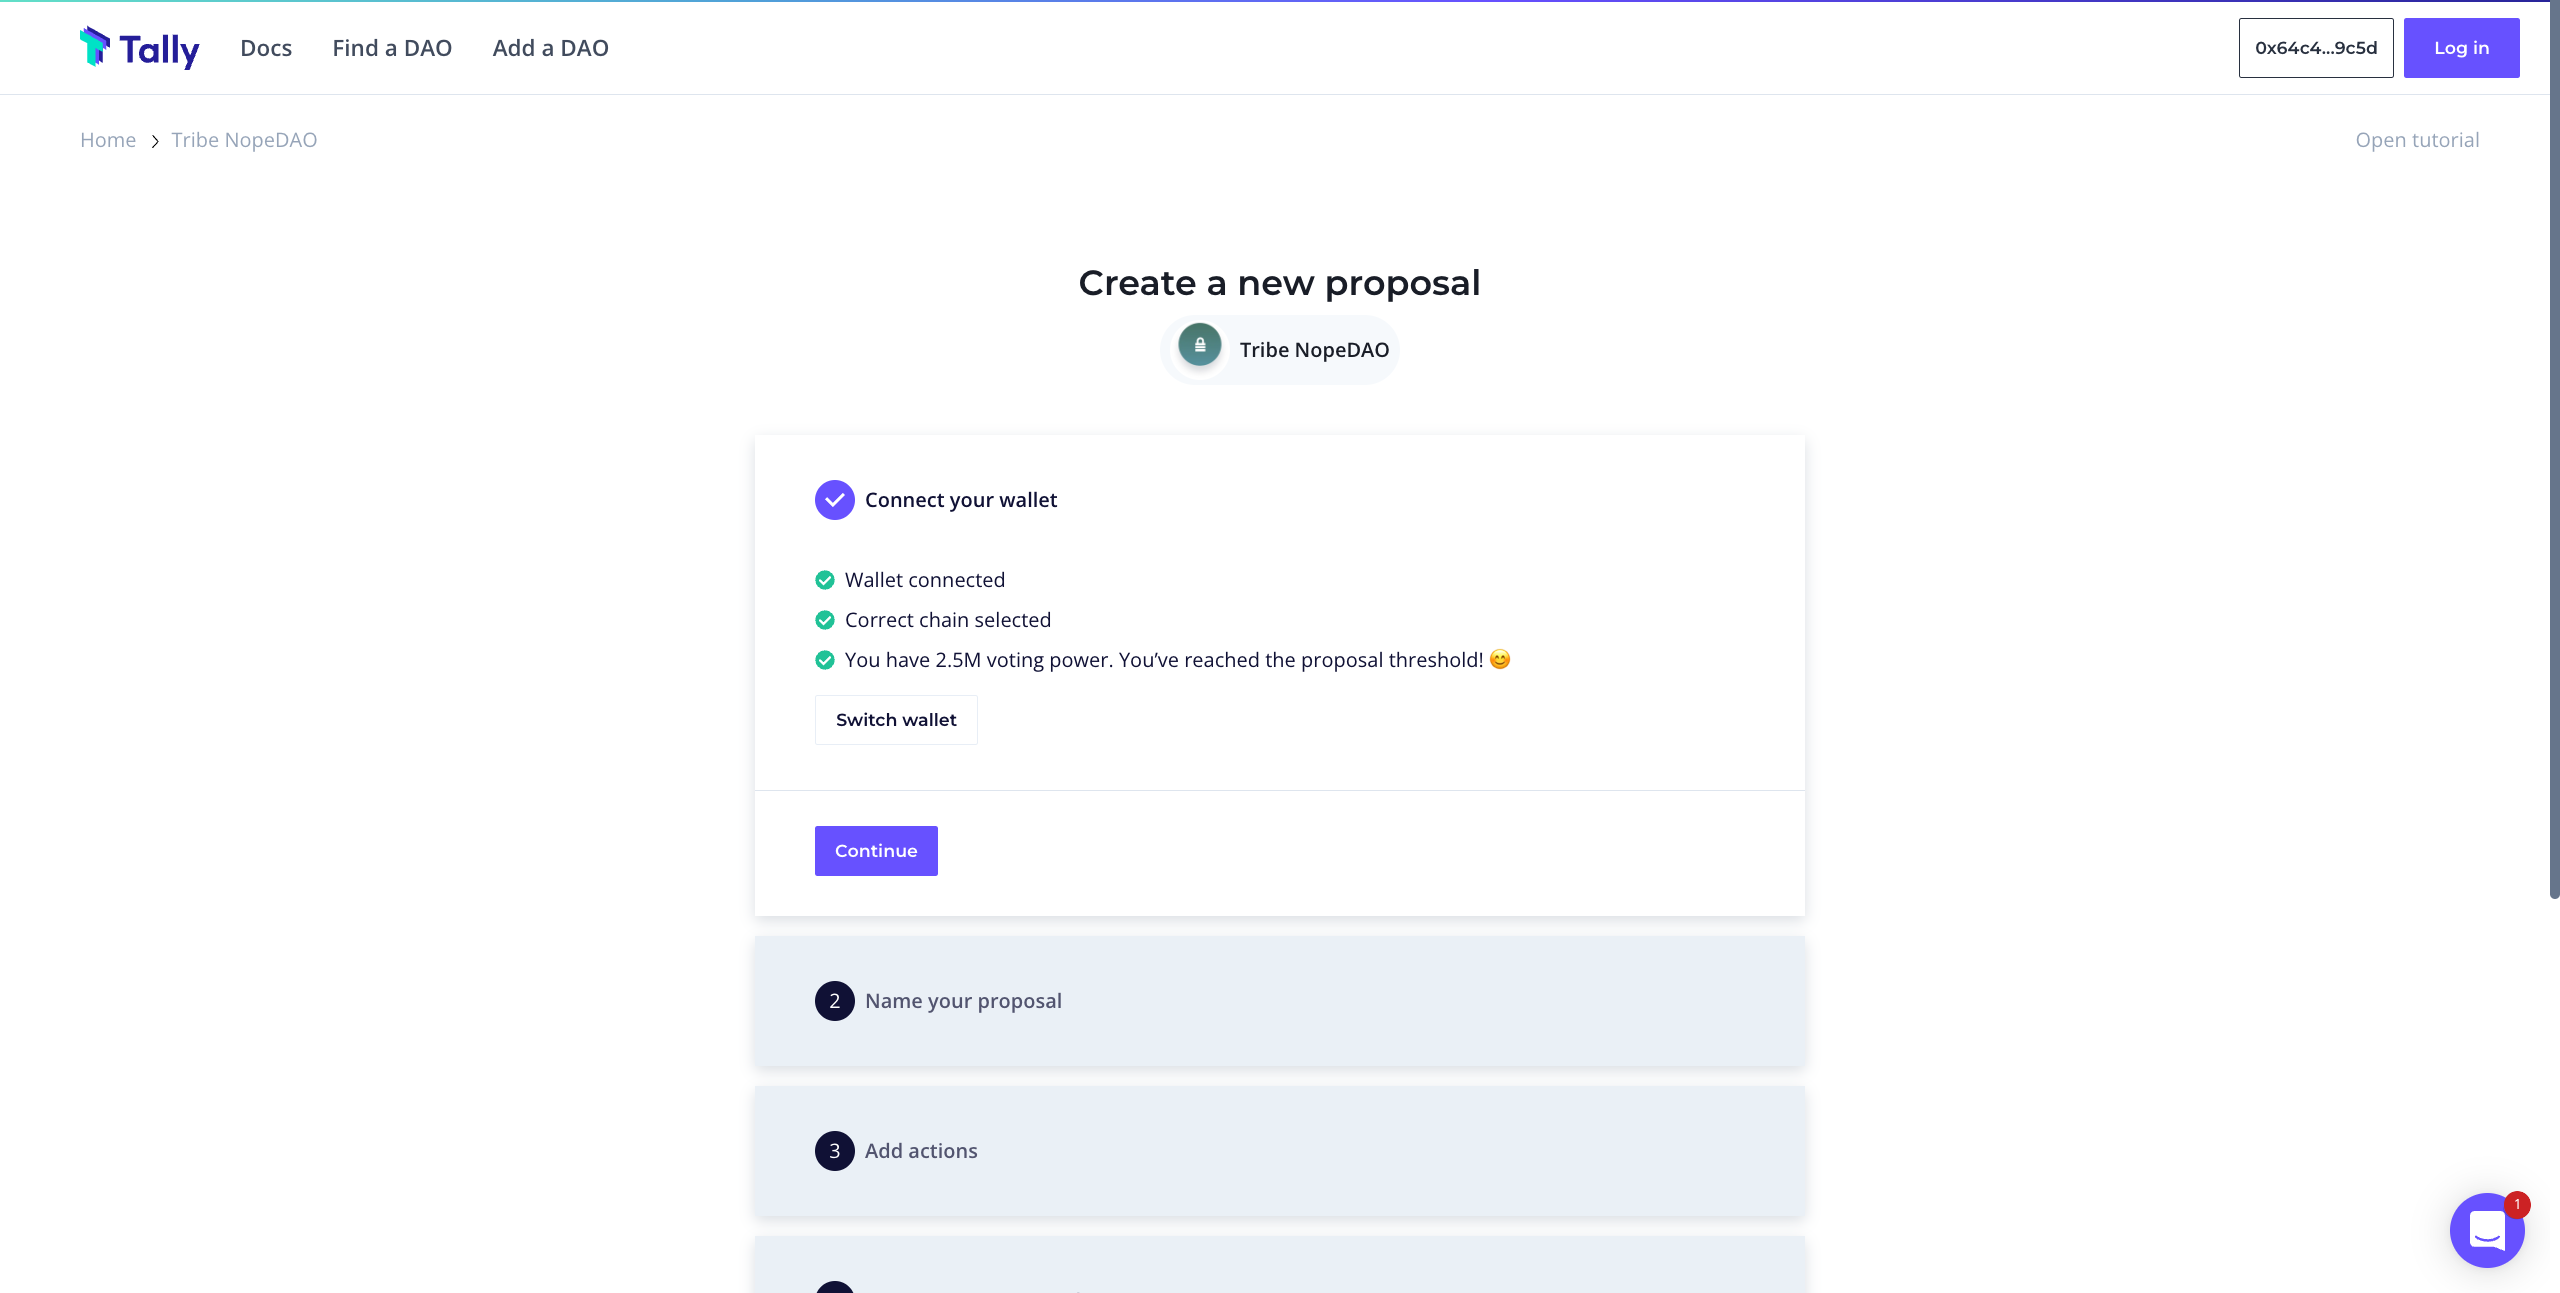 Tally Docs Find a DAO Add a DAO 0x64c4...9c5d Log in
Home > Tribe NopeDAO Open tutorial
Create a new proposal
Tribe NopeDAO
Connect your wallet
Wallet connected
Correct chain selected
You have 2.5M voting power. You’ve reached the proposal threshold! 😊
Switch wallet
Continue
2 Name your proposal
3 Add actions
1